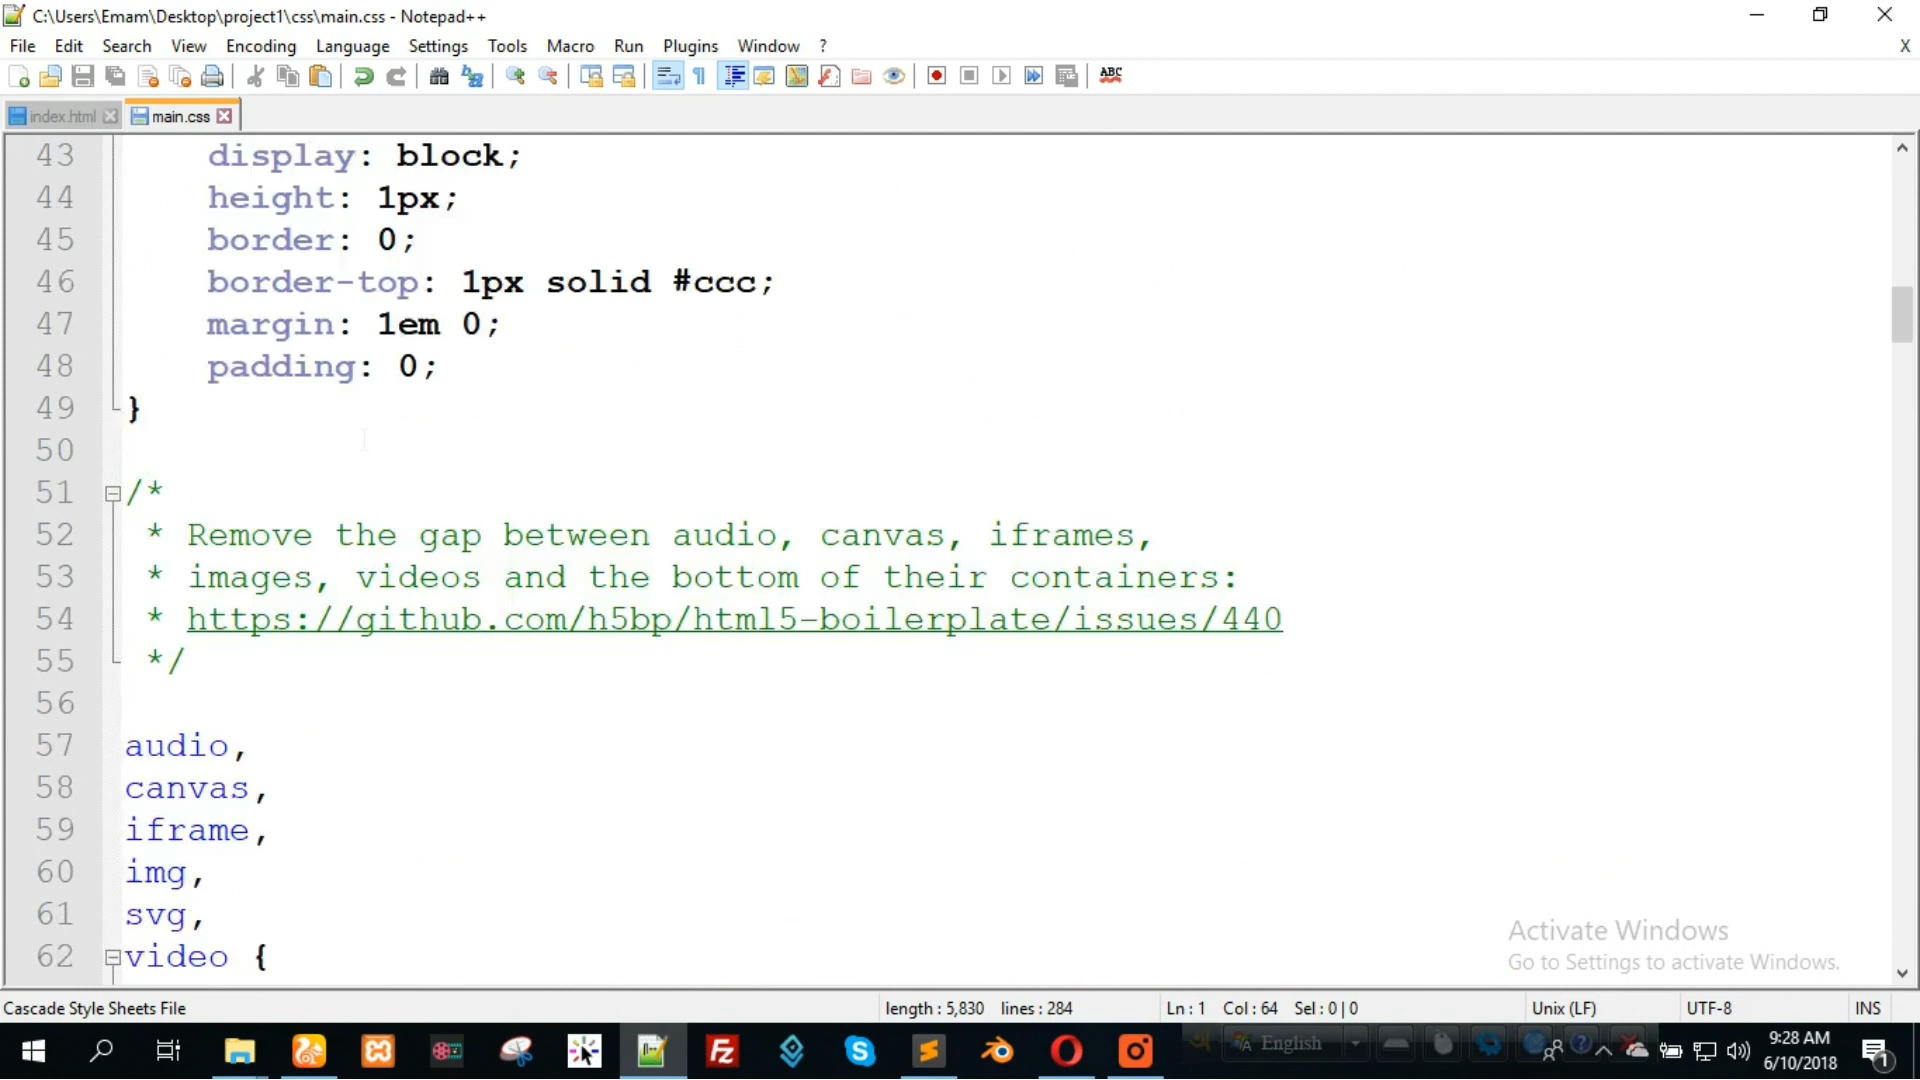 C:\Users\Emam\Desktop\project1\css\main.css - Notepad++
File Edit Search View Encoding Language Settings Tools Macro Run Plugins Window ? X
ABC
index.html main.css
43 display: block;
44 height: 1px;
45 border: 0;
46 border-top: 1px solid #ccc;
47 margin: 1em 0;
48 padding: 0;
49 }
50
51 /*
52 * Remove the gap between audio, canvas, iframes,
53 * images, videos and the bottom of their containers:
54 * https://github.com/h5bp/html5-boilerplate/issues/440
55 */
56
57 audio,
58 canvas,
59 iframe,
60 img,
61 svg,
62 video {
Activate Windows
Go to Settings to activate Windows.
Cascade Style Sheets File length : 5,830 lines : 284 Ln : 1 Col : 64 Sel : 0 | 0 Unix (LF) UTF-8 INS
English
9:28 AM
6/10/2018
1